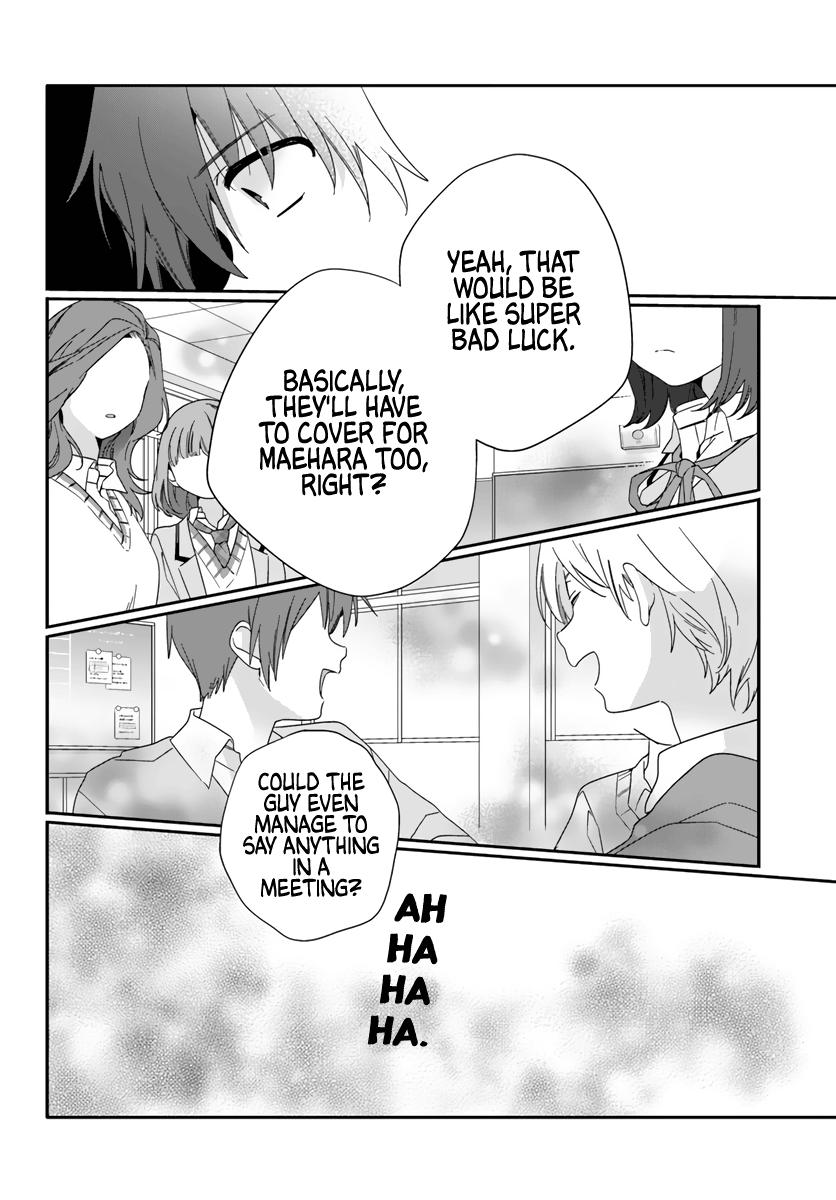 YEAH, THAT
WOULD BE
LIKE SUPER
BAD LUCK.
BASICALLY,
THEY'LL HAVE
TO COVER FOR
MAEHARA TOO,
RIGHT?
COULD THE
GUY EVEN
MANAGE TO
SAY ANYTHING
IN A
MEETING?
AH
HA
HA
HA.